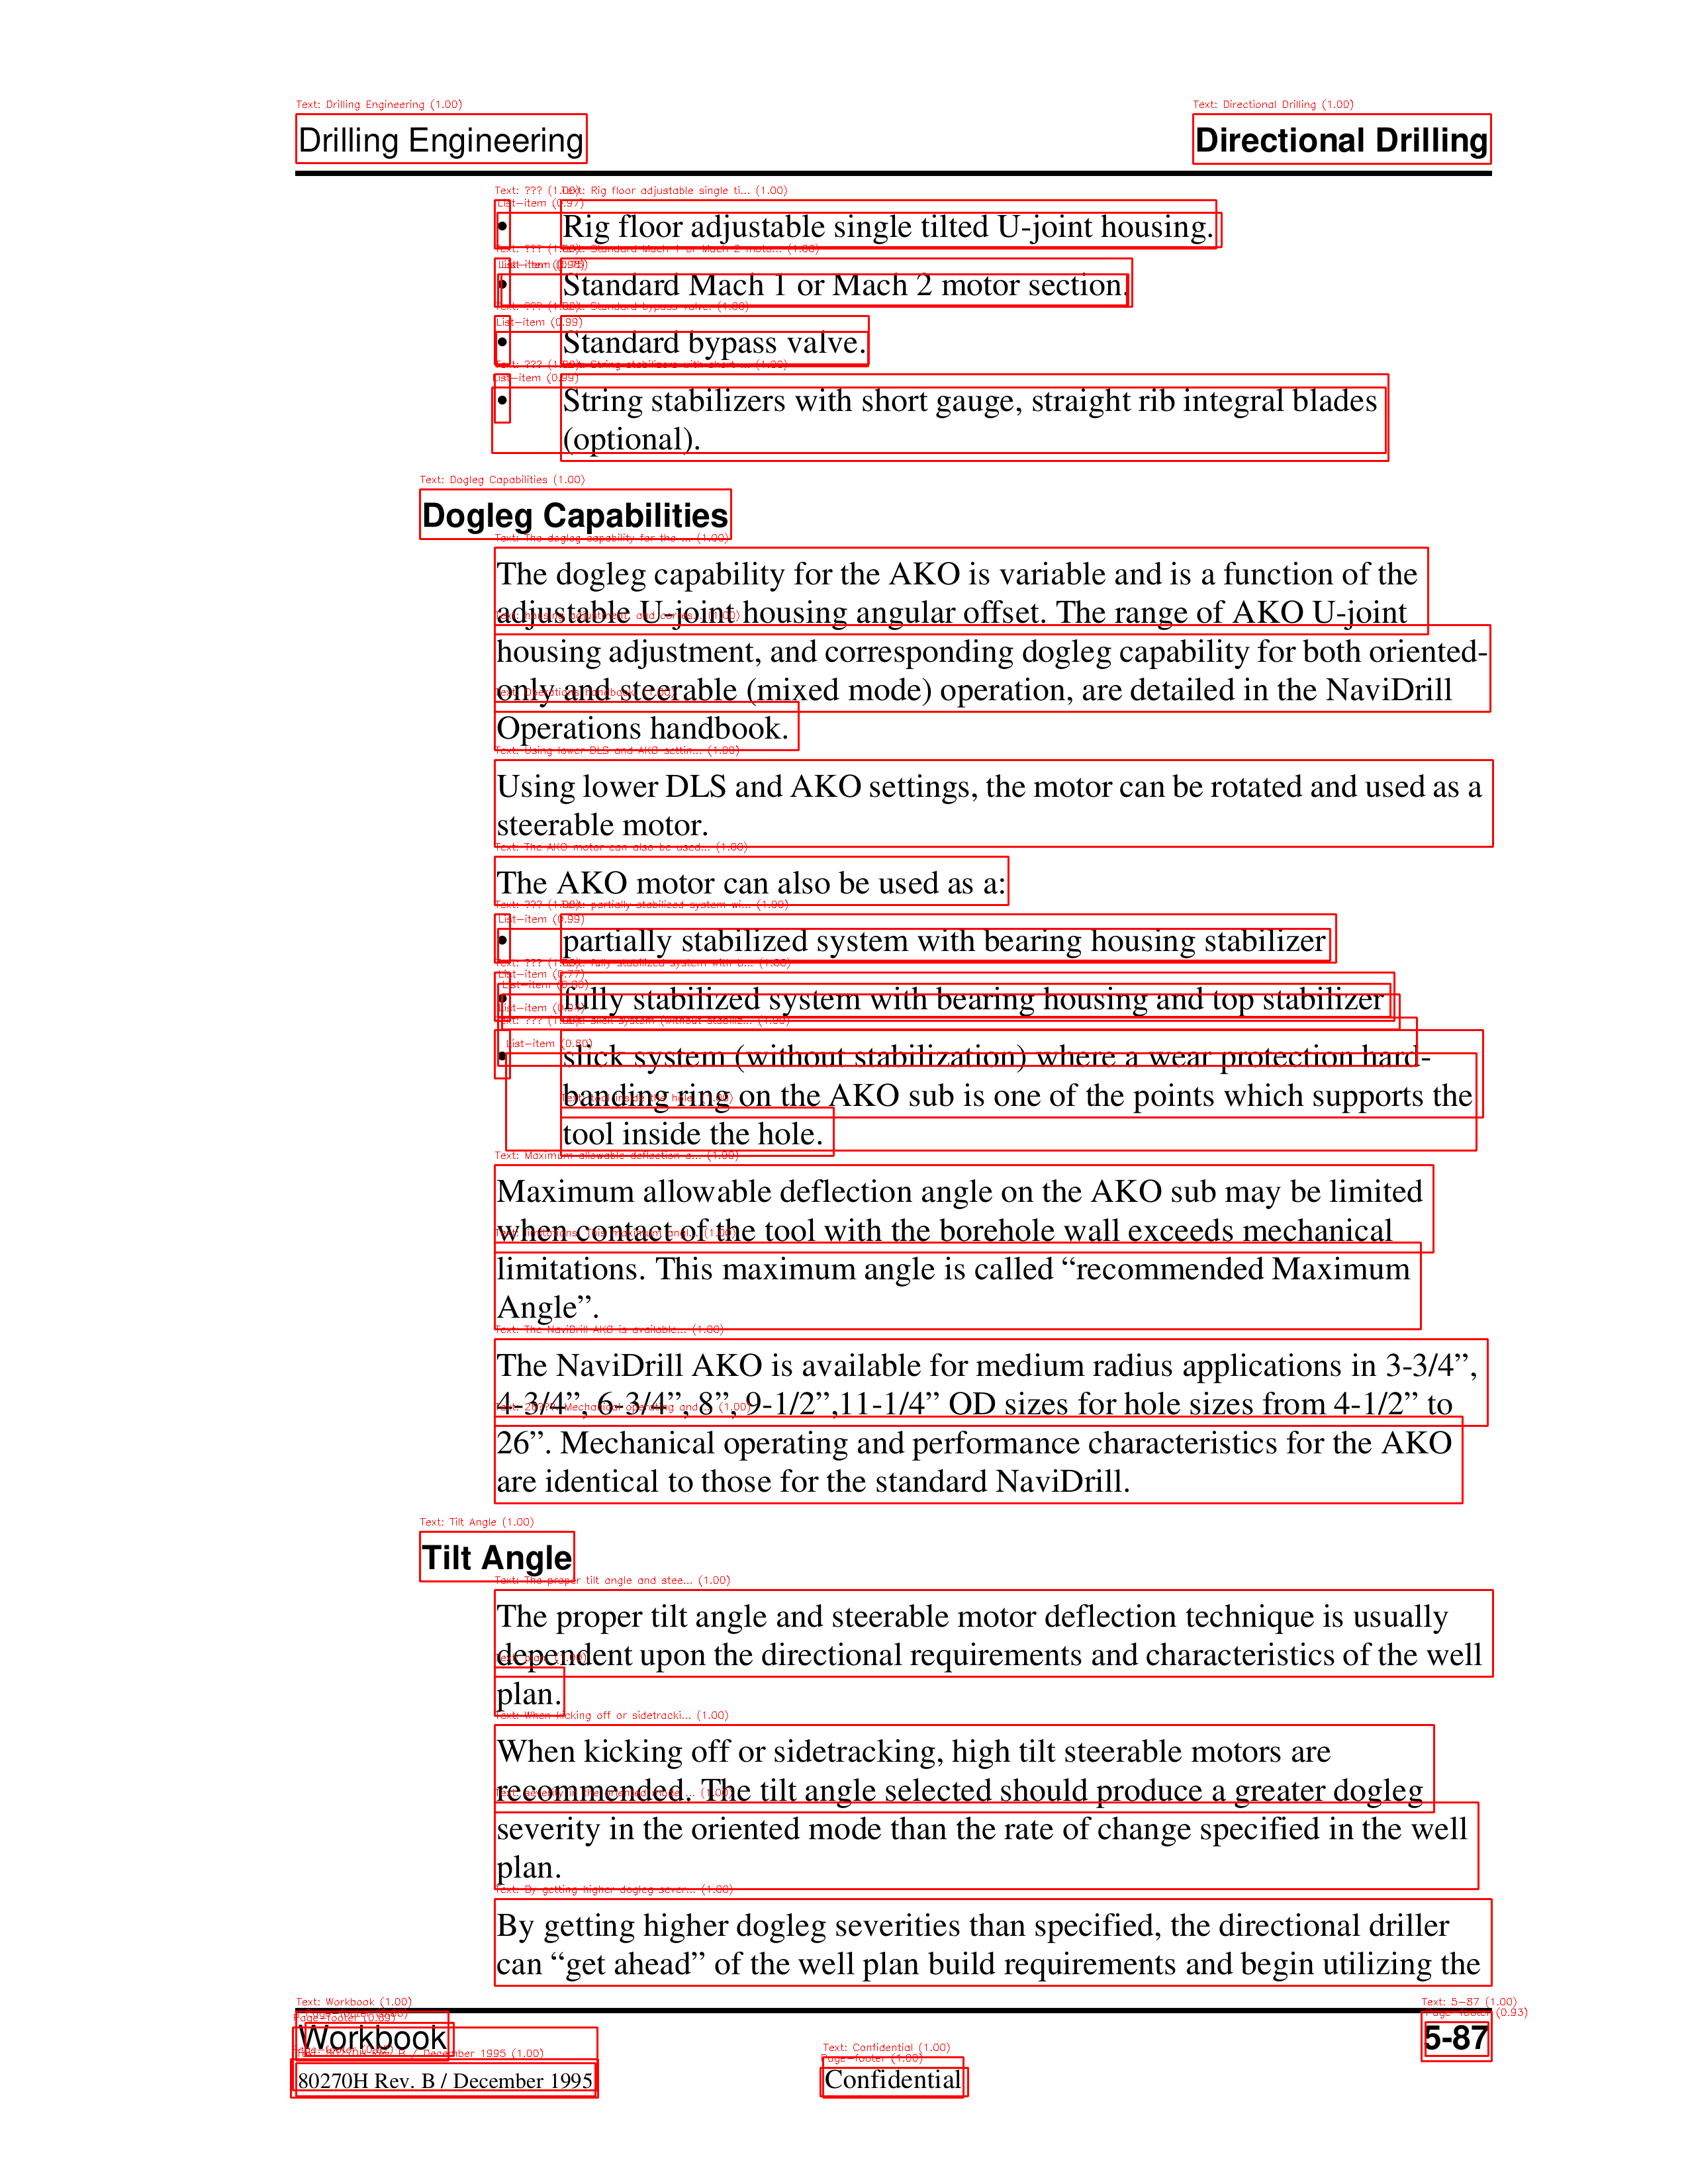 Drilling Engineering
Directional Drilling
• Rig floor adjustable single tilted U-joint housing.
• Standard Mach 1 or Mach 2 motor section.
• Standard bypass valve.
• String stabilizers with short gauge, straight rib integral blades
(optional).
Dogleg Capabilities
The dogleg capability for the AKO is variable and is a function of the
adjustable U-joint housing angular offset. The range of AKO U-joint
housing adjustment, and corresponding dogleg capability for both oriented-
only and steerable (mixed mode) operation, are detailed in the NaviDrill
Operations handbook.
Using lower DLS and AKO settings, the motor can be rotated and used as a
steerable motor.
The AKO motor can also be used as a:
• partially stabilized system with bearing housing stabilizer
• fully stabilized system with bearing housing and top stabilizer
• slick system (without stabilization) where a wear protection hard-
banding ring on the AKO sub is one of the points which supports the
tool inside the hole.
Maximum allowable deflection angle on the AKO sub may be limited
when contact of the tool with the borehole wall exceeds mechanical
limitations. This maximum angle is called “recommended Maximum
Angle”.
The NaviDrill AKO is available for medium radius applications in 3-3/4”,
4-3/4”, 6-3/4”, 8”, 9-1/2”,11-1/4” OD sizes for hole sizes from 4-1/2” to
26”. Mechanical operating and performance characteristics for the AKO
are identical to those for the standard NaviDrill.
Tilt Angle
The proper tilt angle and steerable motor deflection technique is usually
dependent upon the directional requirements and characteristics of the well
plan.
When kicking off or sidetracking, high tilt steerable motors are
recommended. The tilt angle selected should produce a greater dogleg
severity in the oriented mode than the rate of change specified in the well
plan.
By getting higher dogleg severities than specified, the directional driller
can “get ahead” of the well plan build requirements and begin utilizing the
Workbook
5-87
80270H Rev. B / December 1995
Confidential